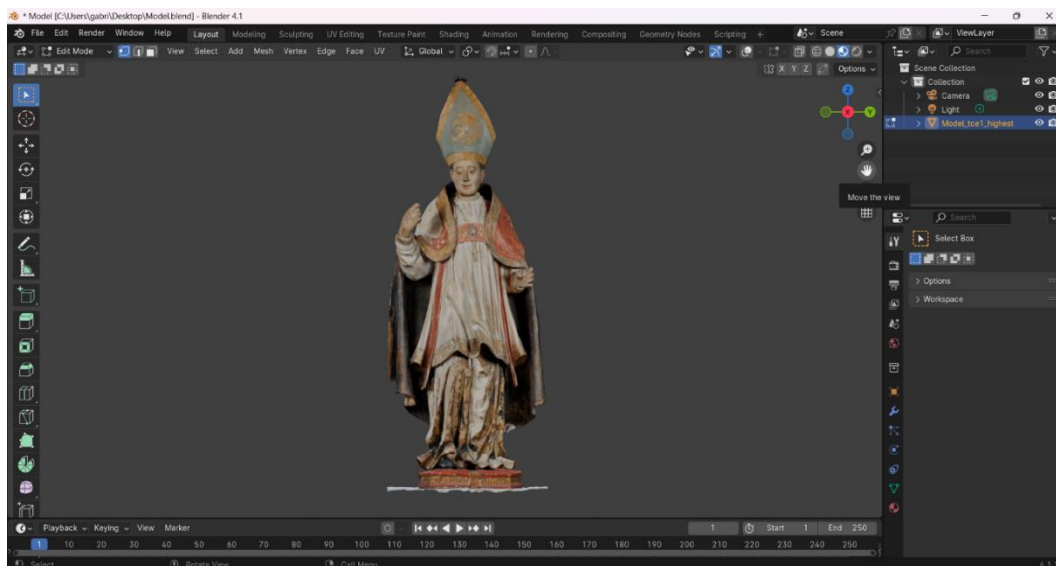 * Model [C:\Users\gabri\Desktop\Model.blend] - Blender 4.1
File Edit Render Window Help Layout Modeling Sculpting UV Editing Texture Paint Shading Animation Rendering Compositing Geometry Nodes Scripting + Scene ViewLayer
Edit Mode View Select Add Mesh Vertex Edge Face UV Global Search
X Y Z Options
Scene Collection
Collection
Camera
Light
Model_tce1_highest
Z
X
Y
Move the view
Search
Select Box
Options
Workspace
Playback Keying View Marker 1 Start 1 End 250
1 10 20 30 40 50 60 70 80 90 100 110 120 130 140 150 160 170 180 190 200 210 220 230 240 250
Select Rotate View Call Menu